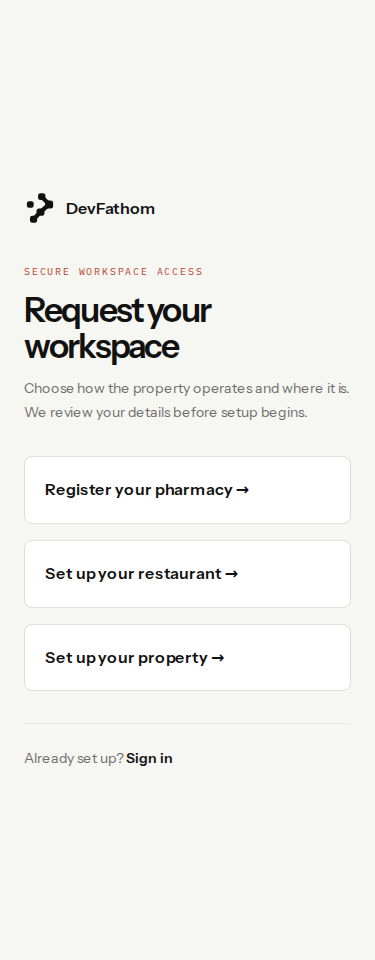 DevFathom
SECURE WORKSPACE ACCESS
Request your
workspace
Choose how the property operates and where it is.
We review your details before setup begins.
Register your pharmacy →
Set up your restaurant →
Set up your property →
Already set up? Sign in